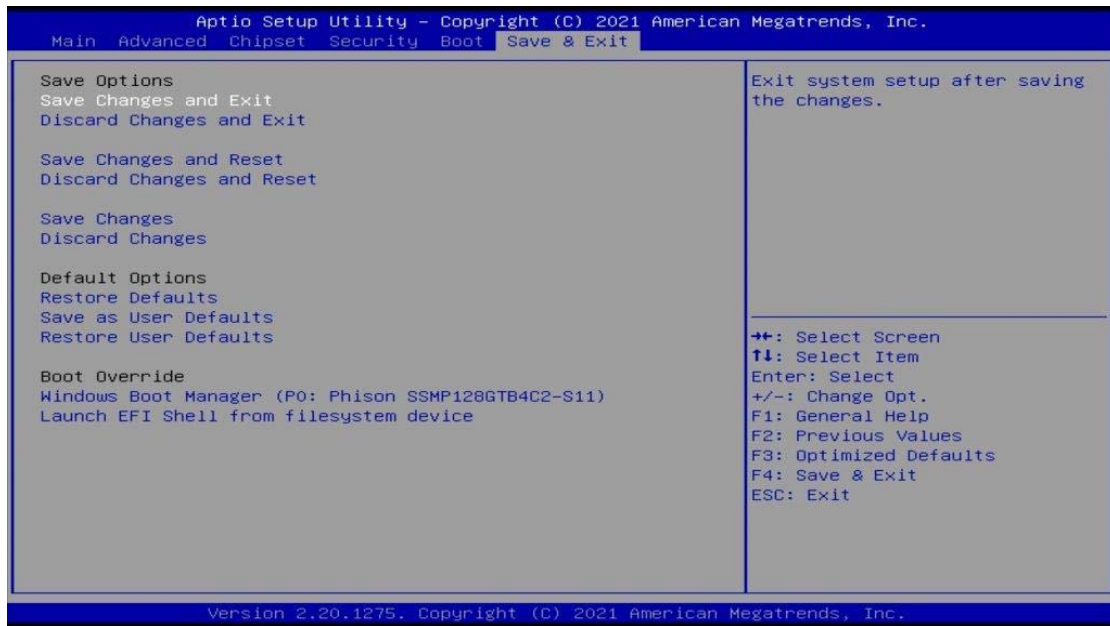 Aptio Setup Utility – Copyright (C) 2021 American Megatrends, Inc.
Main Advanced Chipset Security Boot Save & Exit
Save Options
Save Changes and Exit
Discard Changes and Exit
Save Changes and Reset
Discard Changes and Reset
Save Changes
Discard Changes
Default Options
Restore Defaults
Save as User Defaults
Restore User Defaults
Boot Override
Windows Boot Manager (P0: Phison SSMP128GTB4C2-S11)
Launch EFI Shell from filesystem device
Exit system setup after saving
the changes.
→←: Select Screen
↑↓: Select Item
Enter: Select
+/-: Change Opt.
F1: General Help
F2: Previous Values
F3: Optimized Defaults
F4: Save & Exit
ESC: Exit
Version 2.20.1275. Copyright (C) 2021 American Megatrends, Inc.